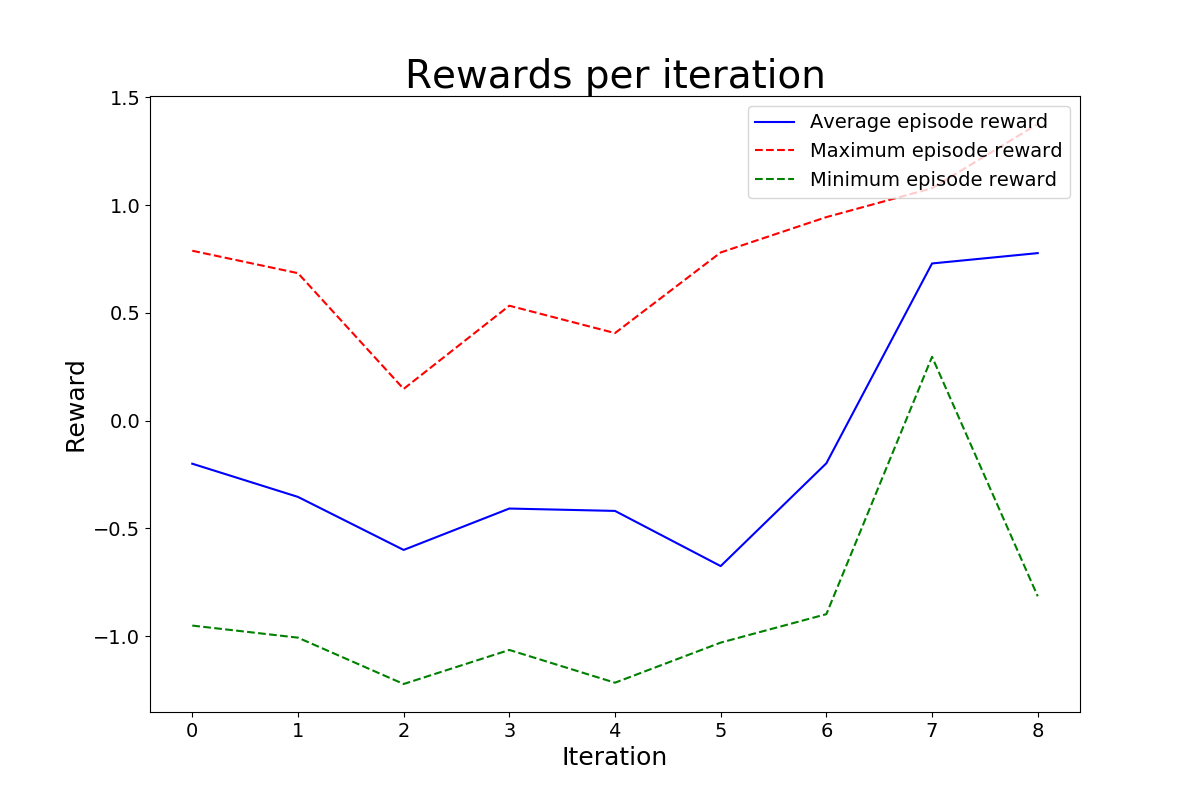 Rewards per iteration
1.5
1.0
0.5
0.0
−0.5
−1.0
Reward
Average episode reward
Maximum episode reward
Minimum episode reward
0 1 2 3 4 5 6 7 8
Iteration